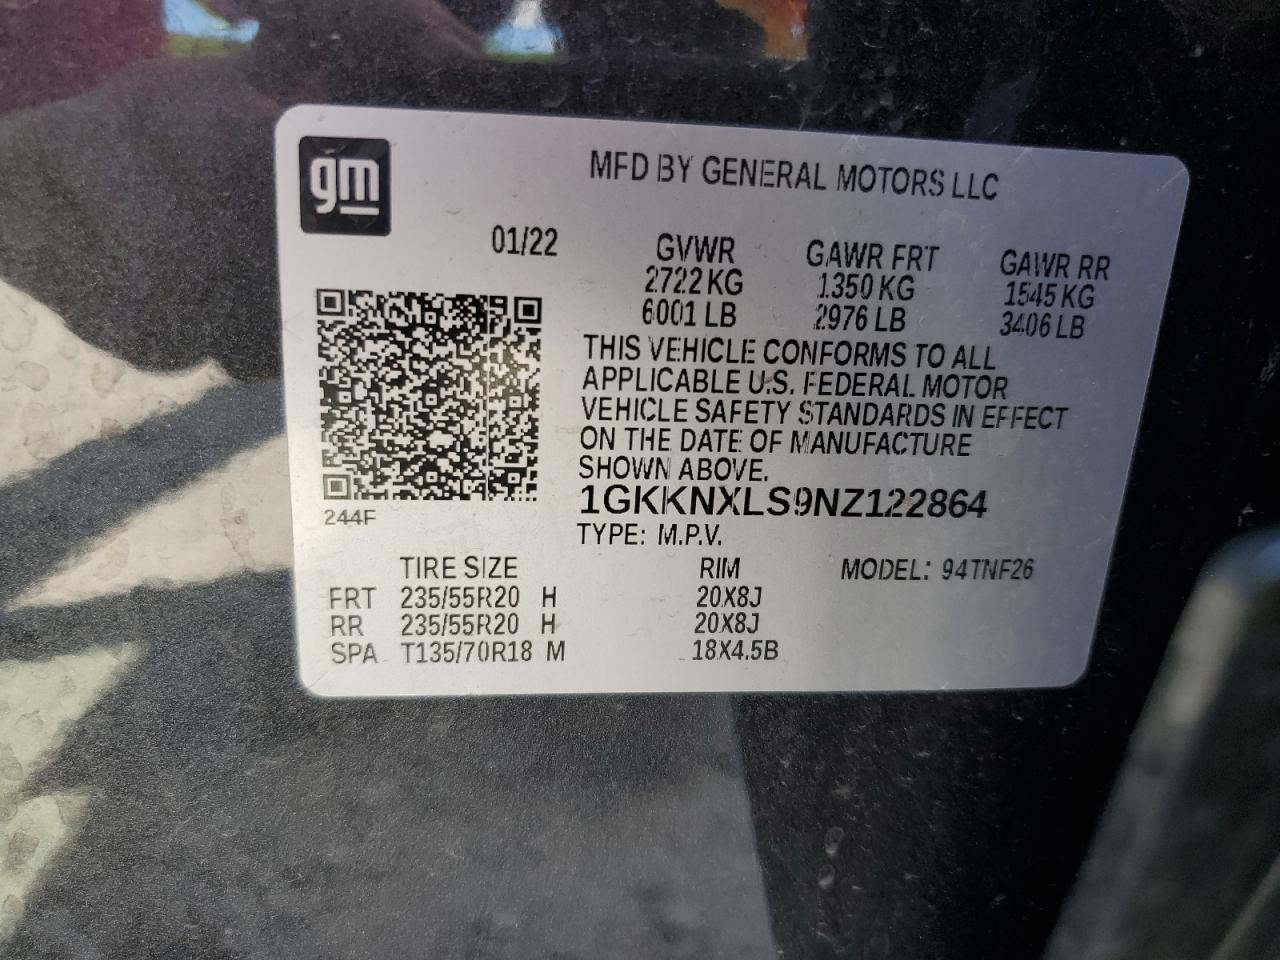 gm
MFD BY GENERAL MOTORS LLC
01/22 GVWR GAWR FRT GAWR RR
2722 KG 1350 KG 1545 KG
6001 LB 2976 LB 3406 LB
THIS VEHICLE CONFORMS TO ALL
APPLICABLE U.S. FEDERAL MOTOR
VEHICLE SAFETY STANDARDS IN EFFECT
ON THE DATE OF MANUFACTURE
SHOWN ABOVE.
1GKKNXLS9NZ122864
244F
TYPE: M.P.V.
TIRE SIZE RIM MODEL: 94TNF26
FRT 235/55R20 H 20X8J
RR 235/55R20 H 20X8J
SPA T135/70R18 M 18X4.5B